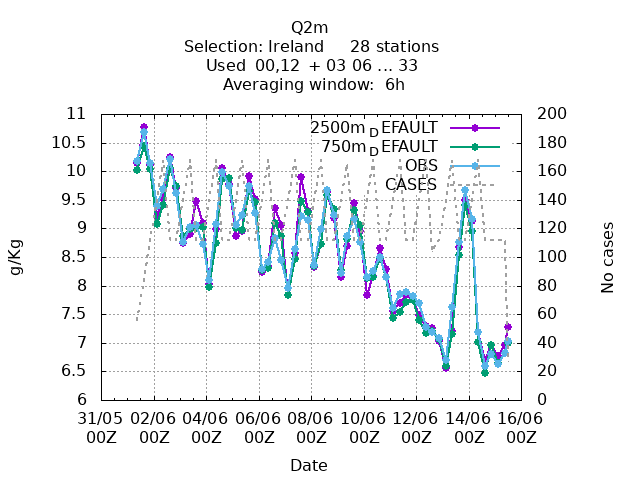 Q2m
Selection: Ireland 28 stations
Used 00,12 + 03 06 ... 33
Averaging window: 6h
11
10.5
10
9.5
9
8.5
8
7.5
7
6.5
6
g/Kg
200
180
160
140
120
100
80
60
40
20
0
No cases
2500m_DEFAULT
750m_DEFAULT
OBS
CASES
31/05 02/06 04/06 06/06 08/06 10/06 12/06 14/06 16/06
00Z 00Z 00Z 00Z 00Z 00Z 00Z 00Z 00Z
Date